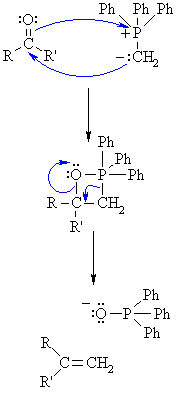 :O: Ph Ph Ph
+P
C − :CH₂
R R'
:O—P Ph Ph
Ph
R—C—CH₂
R'
− Ph
:O—P—Ph
Ph
R
C=CH₂
R'